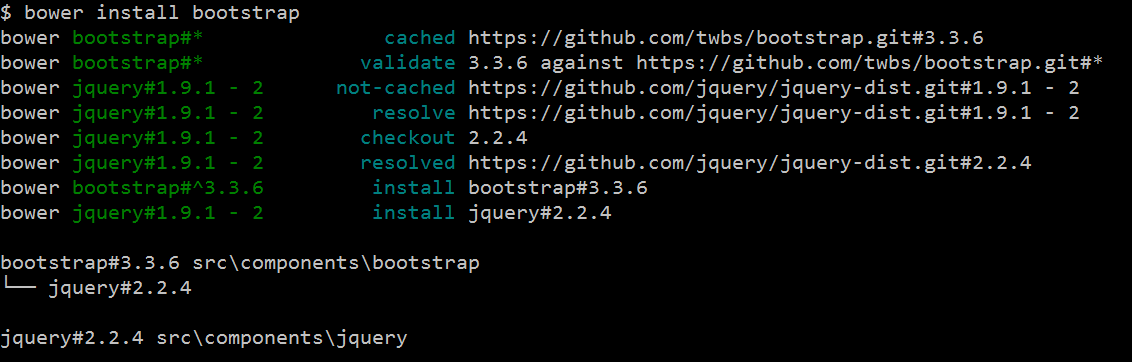 $ bower install bootstrap
bower bootstrap#* cached https://github.com/twbs/bootstrap.git#3.3.6
bower bootstrap#* validate 3.3.6 against https://github.com/twbs/bootstrap.git#*
bower jquery#1.9.1 - 2 not-cached https://github.com/jquery/jquery-dist.git#1.9.1 - 2
bower jquery#1.9.1 - 2 resolve https://github.com/jquery/jquery-dist.git#1.9.1 - 2
bower jquery#1.9.1 - 2 checkout 2.2.4
bower jquery#1.9.1 - 2 resolved https://github.com/jquery/jquery-dist.git#2.2.4
bower bootstrap#^3.3.6 install bootstrap#3.3.6
bower jquery#1.9.1 - 2 install jquery#2.2.4
bootstrap#3.3.6 src\components\bootstrap
└── jquery#2.2.4
jquery#2.2.4 src\components\jquery